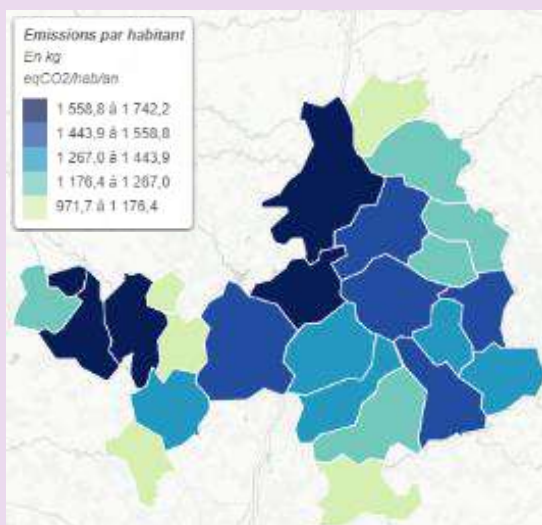 Emissions par habitant
En kg
eqCO2/hab/an
1 558,8 à 1 742,2
1 443,9 à 1 558,8
1 267,0 à 1 443,9
1 176,4 à 1 267,0
971,7 à 1 176,4